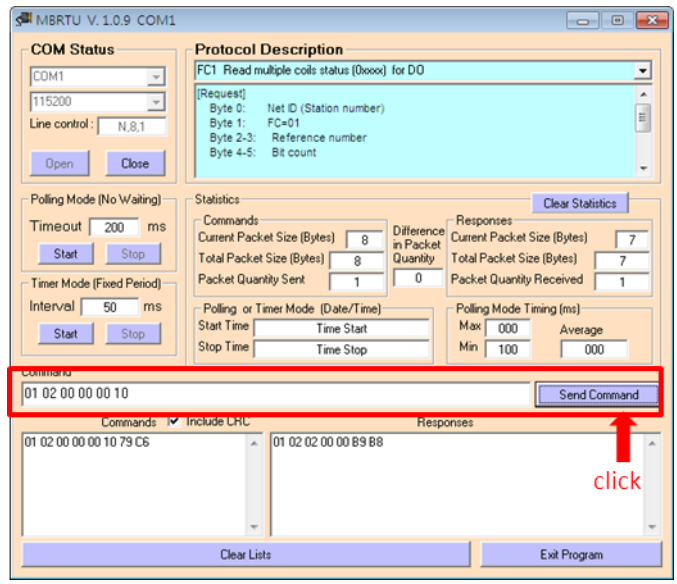 MBRTU V. 1.0.9 COM1
COM Status
COM1
115200
Line control : N,8,1
Open Close
Protocol Description
FC1 Read multiple coils status (0xxxx) for DO
[Request]
Byte 0: Net ID (Station number)
Byte 1: FC=01
Byte 2-3: Reference number
Byte 4-5: Bit count
Polling Mode (No Waiting)
Timeout 200 ms
Start Stop
Timer Mode (Fixed Period)
Interval 50 ms
Start Stop
Statistics
Clear Statistics
Commands
Current Packet Size (Bytes) 8
Total Packet Size (Bytes) 8
Packet Quantity Sent 1
Difference
in Packet
Quantity
0
Responses
Current Packet Size (Bytes) 7
Total Packet Size (Bytes) 7
Packet Quantity Received 1
Polling or Timer Mode (Date/Time)
Start Time Time Start
Stop Time Time Stop
Polling Mode Timing (ms)
Max 000 Average
Min 100 000
Command
01 02 00 00 00 10 Send Command
Commands Include CRC Responses
01 02 00 00 00 10 79 C6
01 02 02 00 00 B9 B8
click
Clear Lists Exit Program